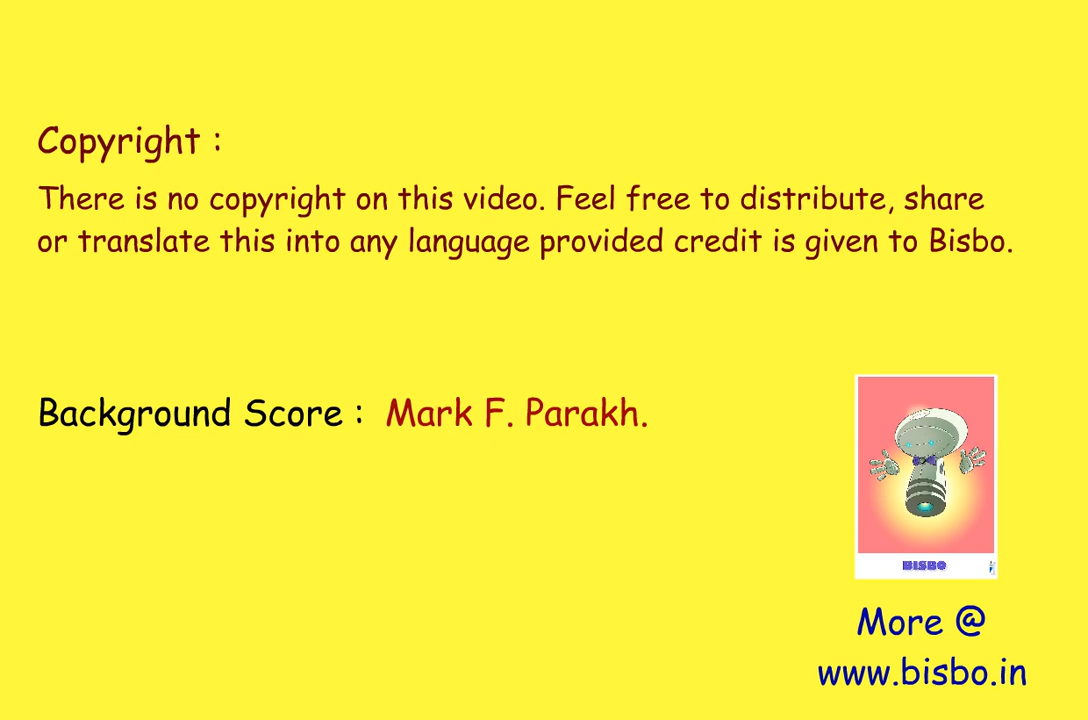 Copyright :
There is no copyright on this video. Feel free to distribute, share
or translate this into any language provided credit is given to Bisbo.
Background Score : Mark F. Parakh.
BISBO
More @
www.bisbo.in